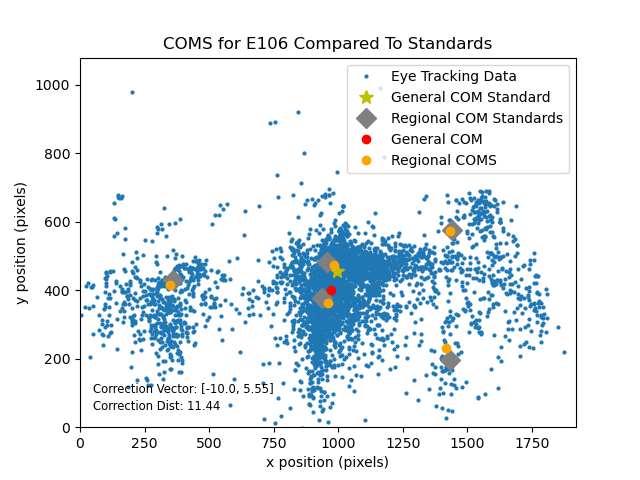 COMS for E106 Compared To Standards
Eye Tracking Data
General COM Standard
Regional COM Standards
General COM
Regional COMS
1000
800
600
400
200
0
y position (pixels)
Correction Vector: [-10.0, 5.55]
Correction Dist: 11.44
0 250 500 750 1000 1250 1500 1750
x position (pixels)